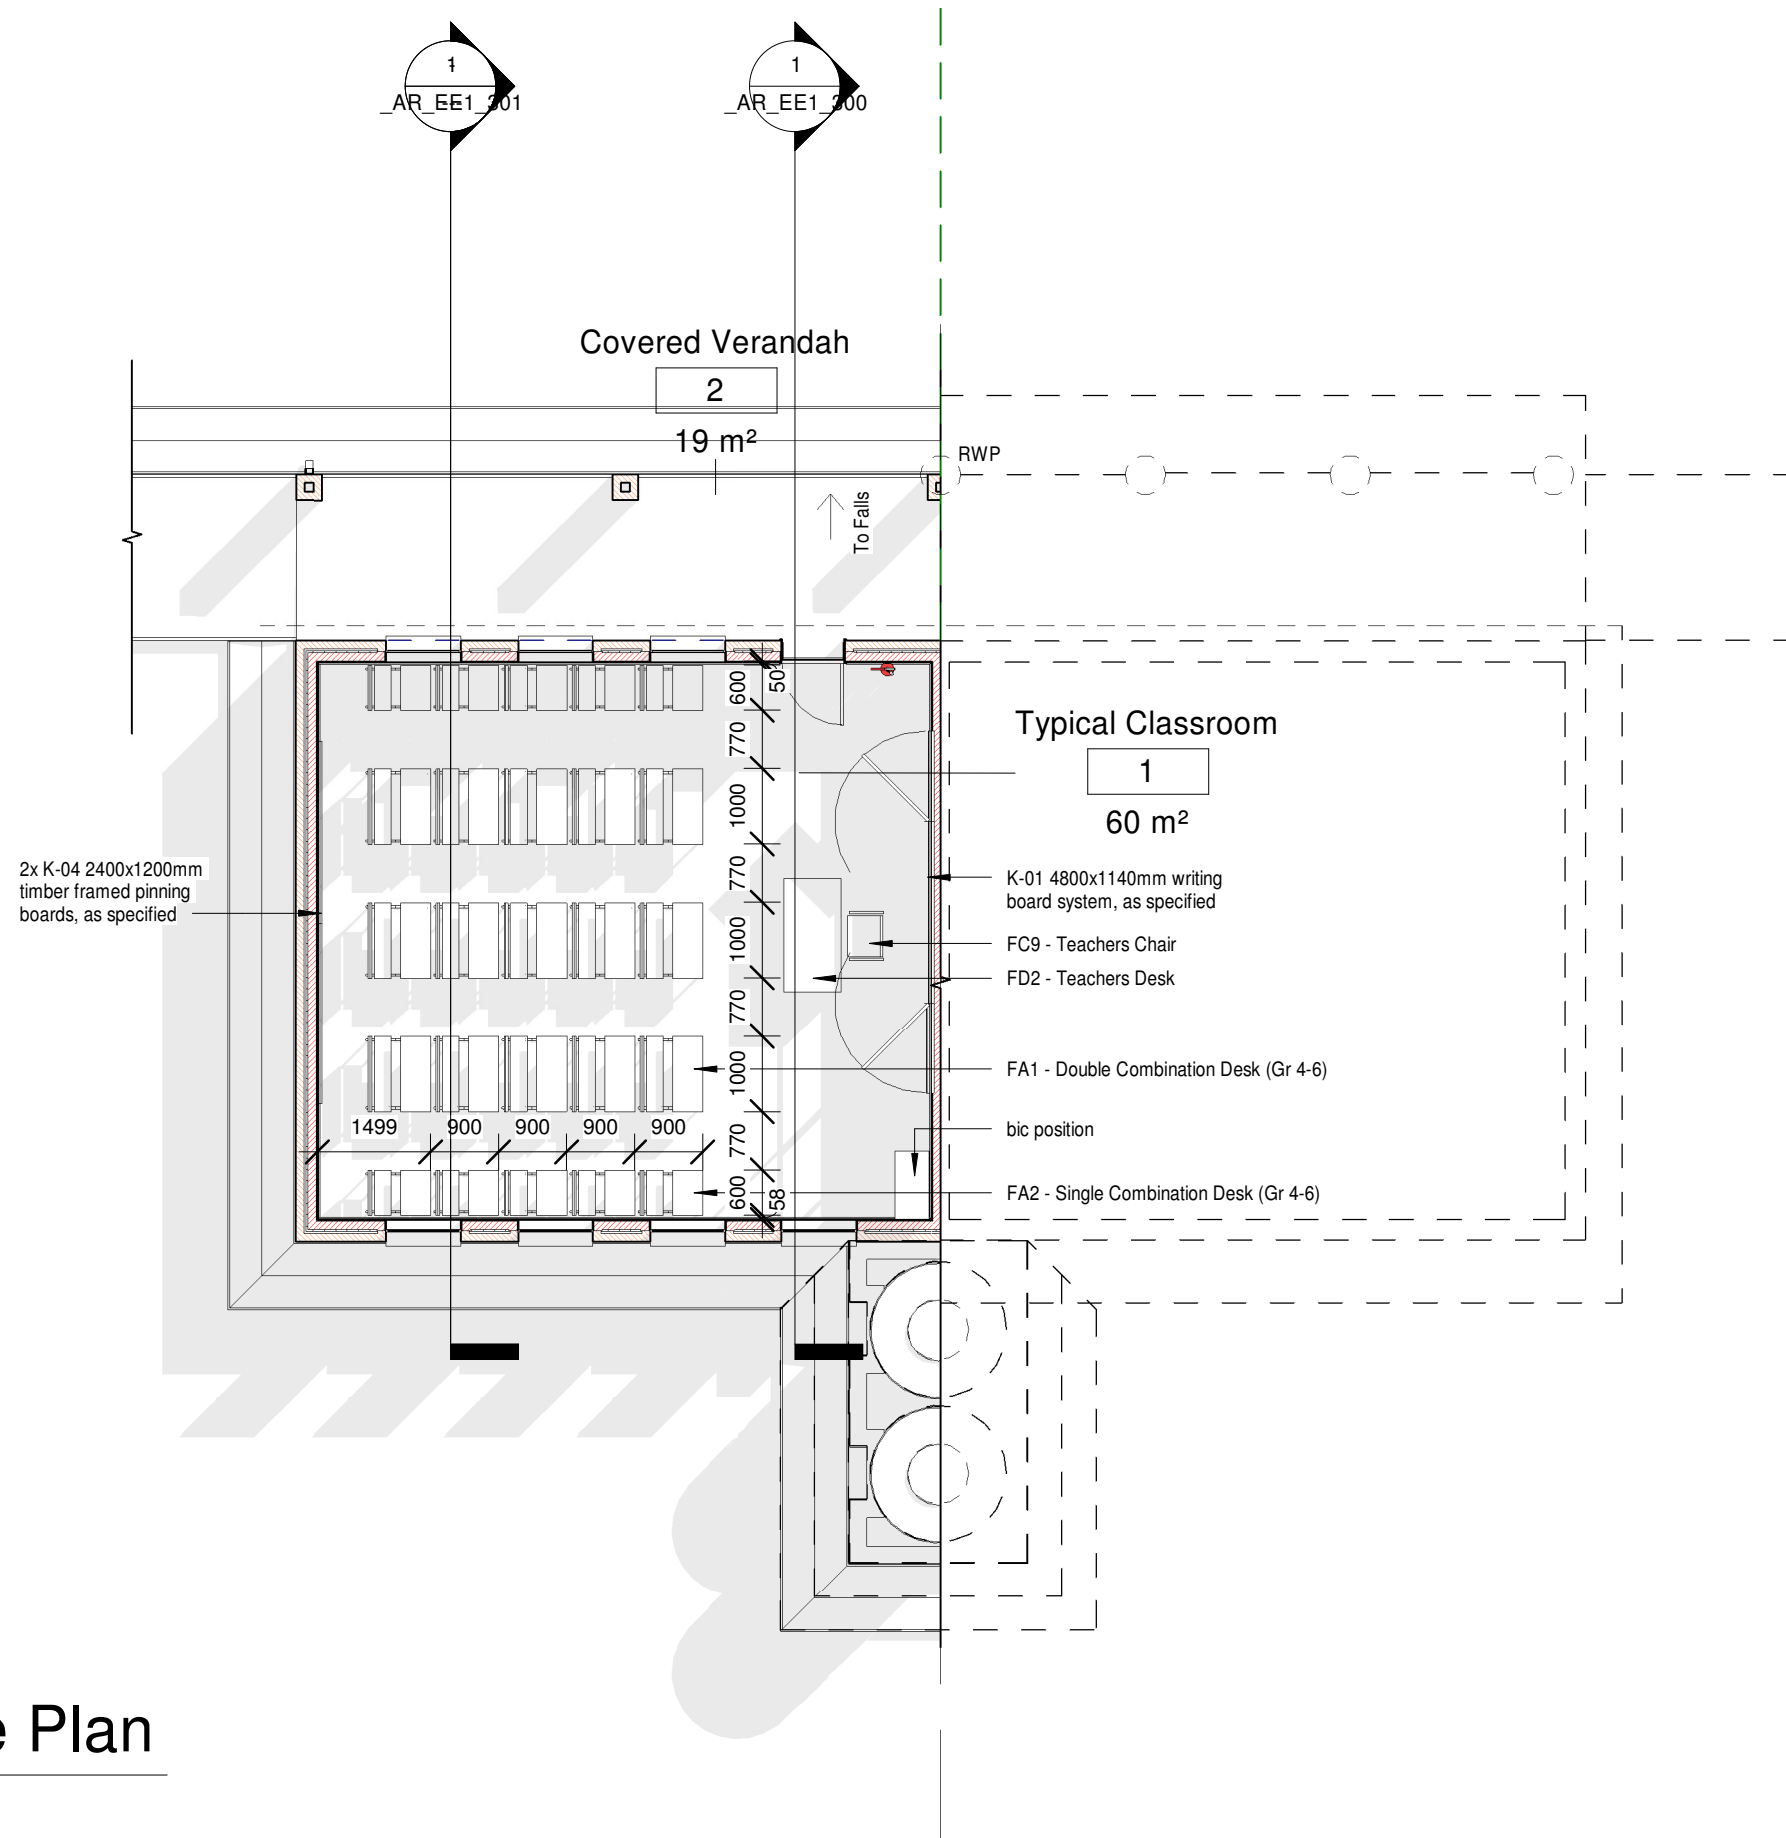 1
_AR_EE1_301
1
_AR_EE1_300
Covered Verandah
2
19 m²
RWP
To Falls
600
50
770
1000
770
1000
770
1000
770
600
58
Typical Classroom
1
60 m²
2x K-04 2400x1200mm
timber framed pinning
boards, as specified
K-01 4800x1140mm writing
board system, as specified
FC9 - Teachers Chair
FD2 - Teachers Desk
FA1 - Double Combination Desk (Gr 4-6)
1499 900 900 900 900
bic position
FA2 - Single Combination Desk (Gr 4-6)
Plan